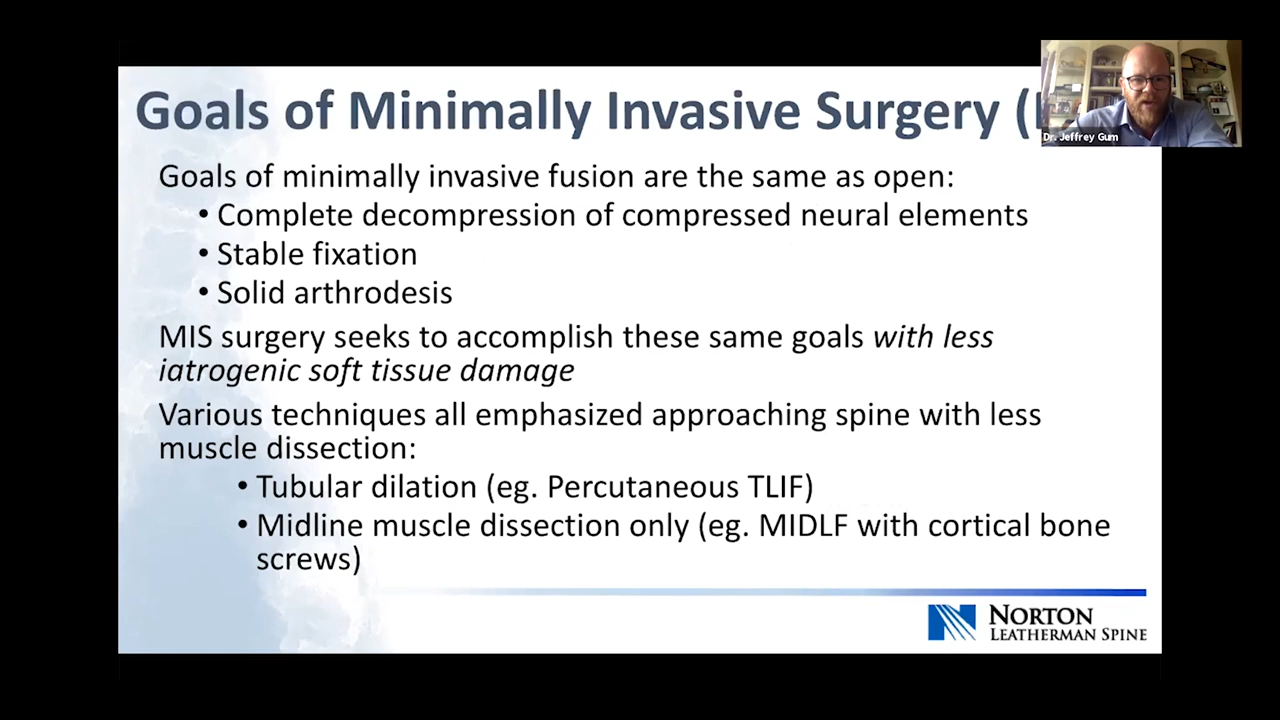 Goals of Minimally Invasive Surgery (
Dr. Jeffrey Gum
Goals of minimally invasive fusion are the same as open:
• Complete decompression of compressed neural elements
• Stable fixation
• Solid arthrodesis
MIS surgery seeks to accomplish these same goals with less
iatrogenic soft tissue damage
Various techniques all emphasized approaching spine with less
muscle dissection:
• Tubular dilation (eg. Percutaneous TLIF)
• Midline muscle dissection only (eg. MIDLF with cortical bone
screws)
NORTON
LEATHERMAN SPINE